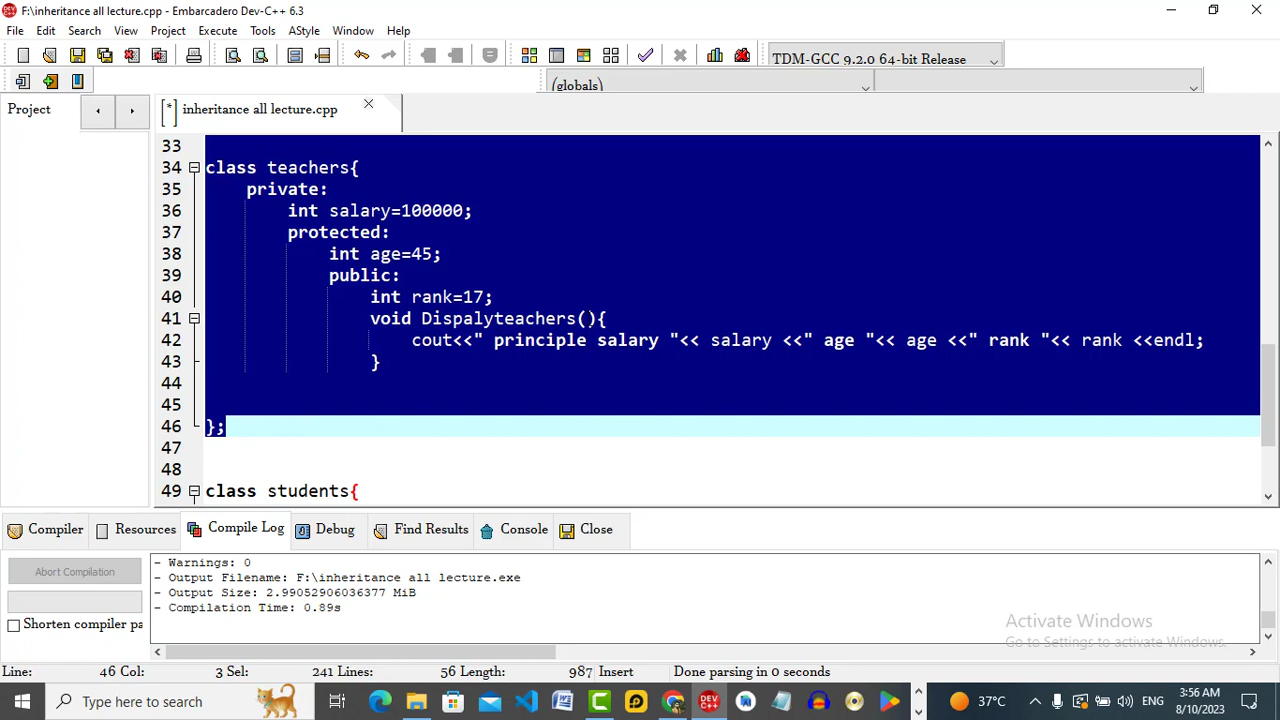 F:\inheritance all lecture.cpp - Embarcadero Dev-C++ 6.3
File Edit Search View Project Execute Tools AStyle Window Help
TDM-GCC 9.2.0 64-bit Release
(globals)
Project
[*] inheritance all lecture.cpp
33
34 class teachers{
35 private:
36 int salary=100000;
37 protected:
38 int age=45;
39 public:
40 int rank=17;
41 void Dispalyteachers(){
42 cout<<" principle salary "<< salary <<" age "<< age <<" rank "<< rank <<endl;
43 }
44
45
46 };
47
48
49 class students{
Compiler Resources Compile Log Debug Find Results Console Close
Abort Compilation
Shorten compiler pa
- Warnings: 0
- Output Filename: F:\inheritance all lecture.exe
- Output Size: 2.99052906036377 MiB
- Compilation Time: 0.89s
Activate Windows
Go to Settings to activate Windows.
Line: 46 Col: 3 Sel: 241 Lines: 56 Length: 987 Insert Done parsing in 0 seconds
Type here to search
37°C
ENG
3:56 AM
8/10/2023